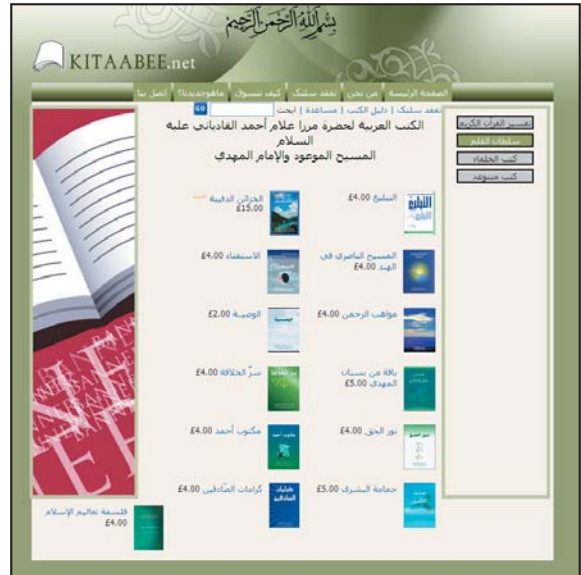 بسم الله الرحمن الرحيم
KITAABEE.net
الصفحة الرئيسة | من نحن | تفقد سلتك | كيف تتسوق | ماهوجديدنا؟ | اتصل بنا
تفقد سلتك | دليل الكتب | مساعدة | ابحث GO
تفسير القرآن الكريم
سلطان القلم
كتب الخلفاء
كتب متنوعة
الكتب العربية لحضرة مرزا غلام أحمد القادياني عليه
السلام
المسيح الموعود والإمام المهدي
التبليغ £4.00
الخزائن الدفينة
£15.00
المسيح الناصري في
الهند £4.00
الاستفتاء £4.00
مواهب الرحمن £4.00
الوصية £2.00
باقة من بستان
المهدي £5.00
سرّ الخلافة £4.00
نور الحق £4.00
مكتوب أحمد £4.00
حمامة البشرى £5.00
كرامات الصادقين £4.00
فلسفة تعاليم الإسلام
£4.00